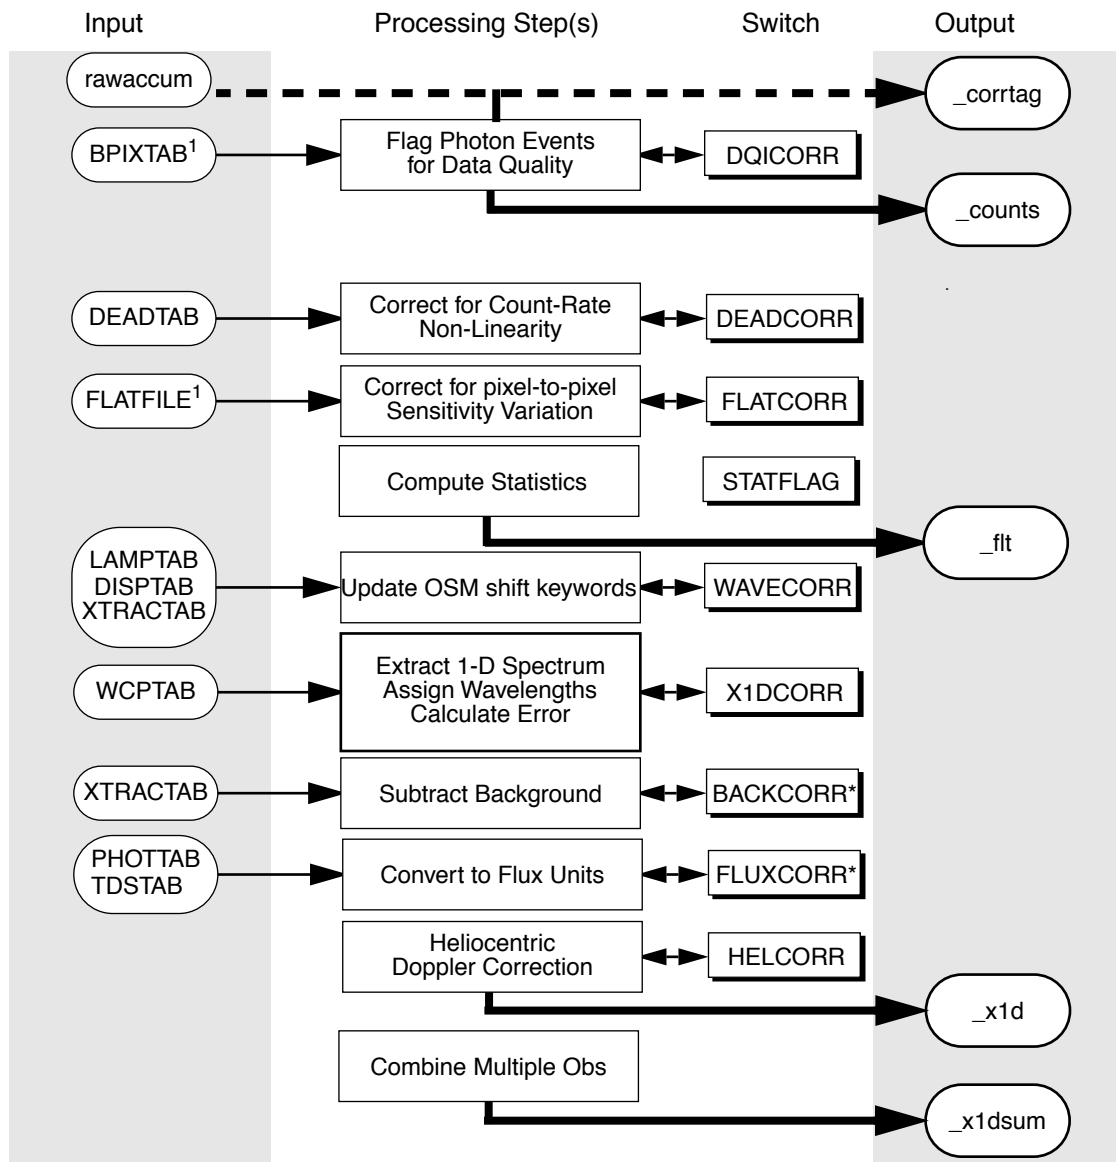 Input Processing Step(s) Switch Output
rawaccum
_corrtag
BPIXTAB¹
Flag Photon Events
for Data Quality
DQICORR
_counts
DEADTAB
Correct for Count-Rate
Non-Linearity
DEADCORR
FLATFILE¹
Correct for pixel-to-pixel
Sensitivity Variation
FLATCORR
Compute Statistics
STATFLAG
_flt
LAMPTAB
DISPTAB
XTRACTAB
Update OSM shift keywords
WAVECORR
WCPTAB
Extract 1-D Spectrum
Assign Wavelengths
Calculate Error
X1DCORR
XTRACTAB
Subtract Background
BACKCORR*
PHOTTAB
TDSTAB
Convert to Flux Units
FLUXCORR*
Heliocentric
Doppler Correction
HELCORR
_x1d
Combine Multiple Obs
_x1dsum